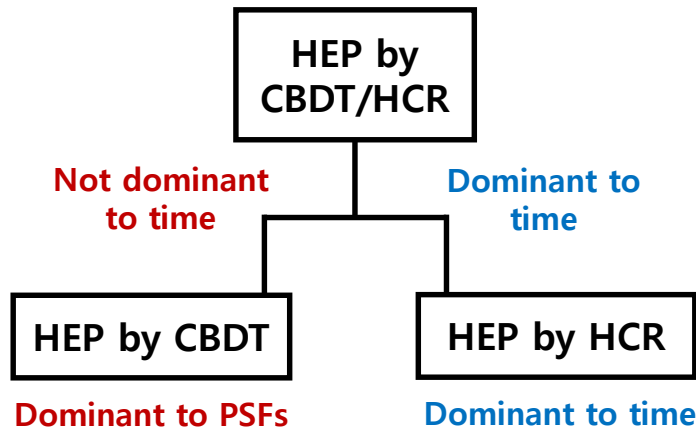 HEP by
CBDT/HCR
Not dominant
to time
Dominant to
time
HEP by CBDT
HEP by HCR
Dominant to PSFs
Dominant to time